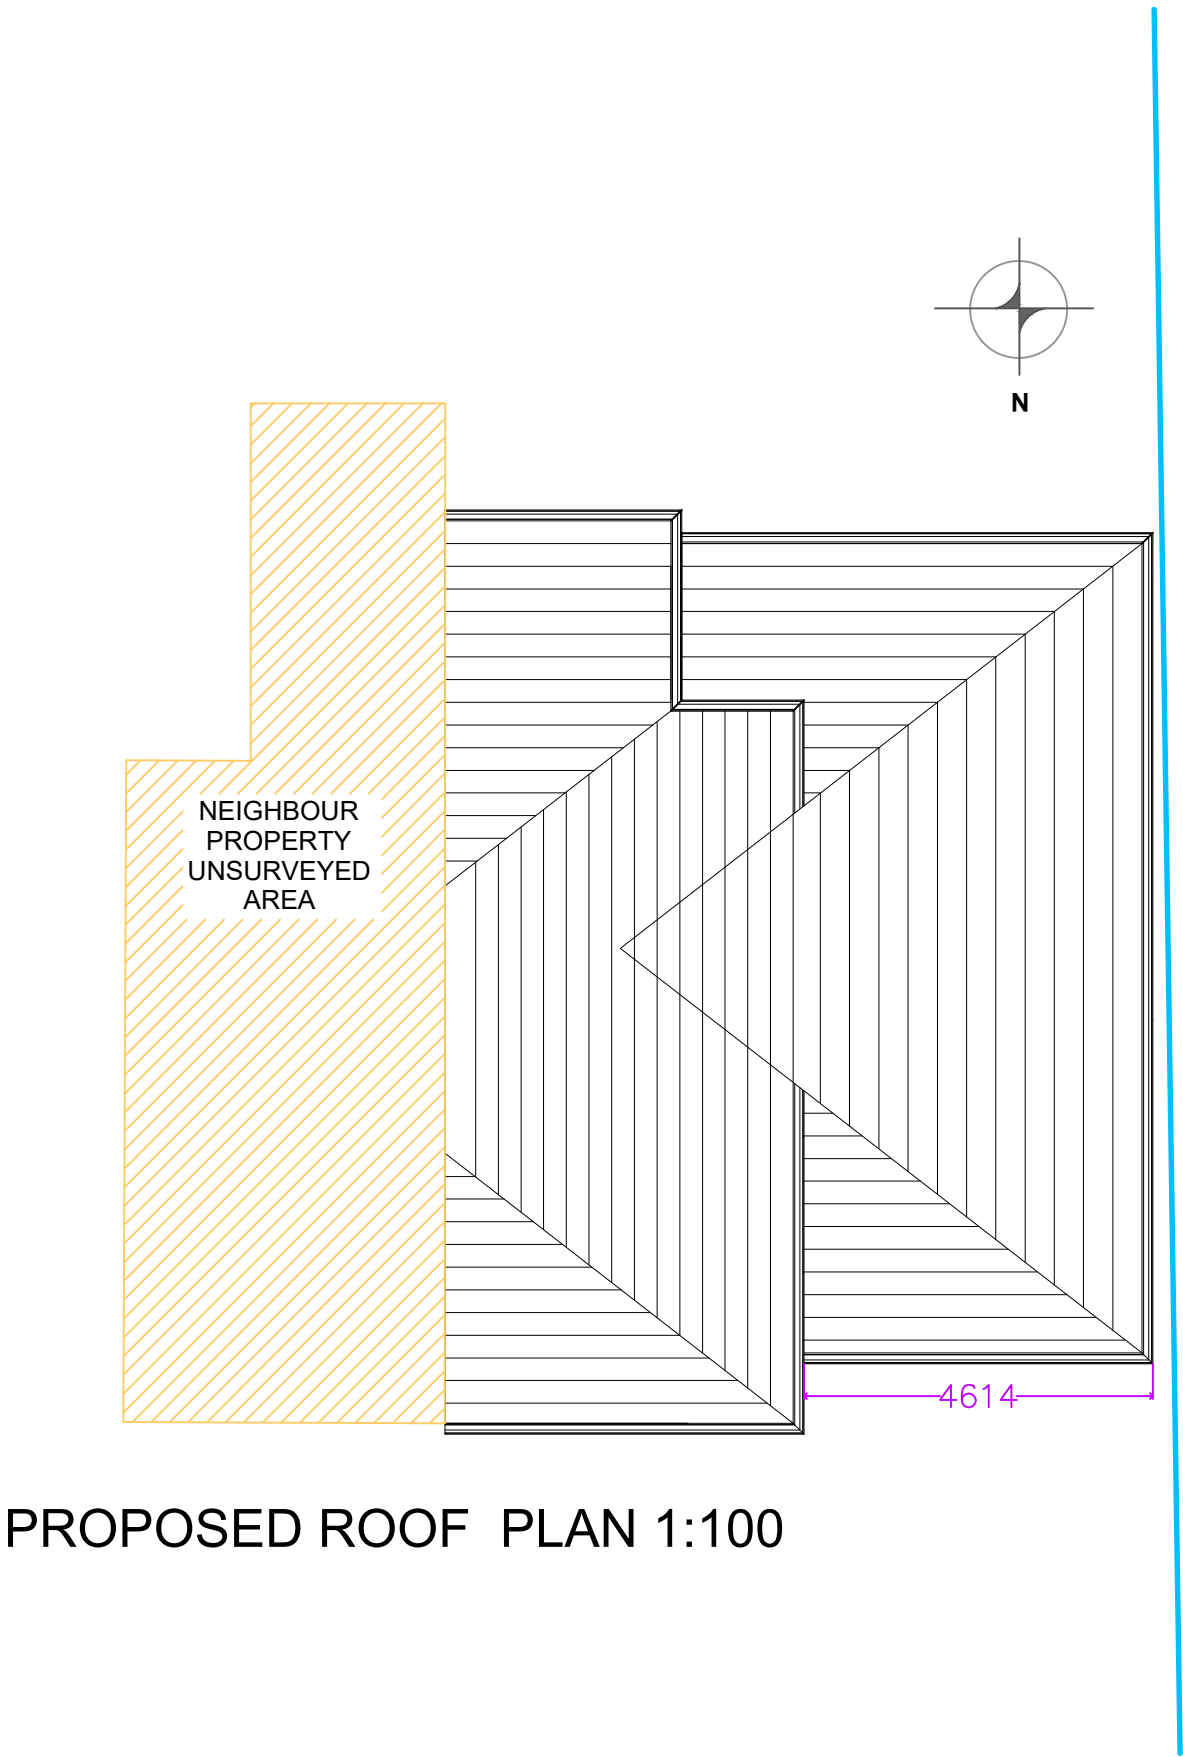 N
NEIGHBOUR
PROPERTY
UNSURVEYED
AREA
4614
PROPOSED ROOF PLAN 1:100